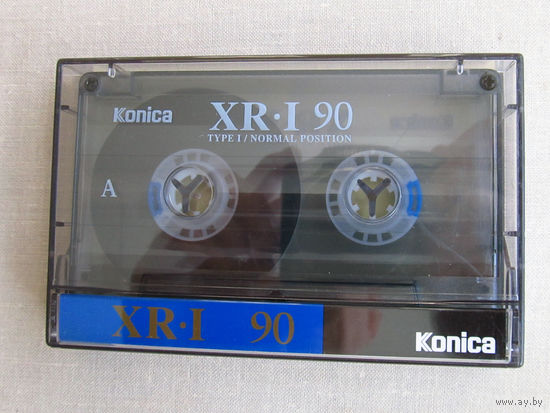 Konica XR·I 90
TYPE I / NORMAL POSITION
A
XR·I 90
Konica
www.ay.by